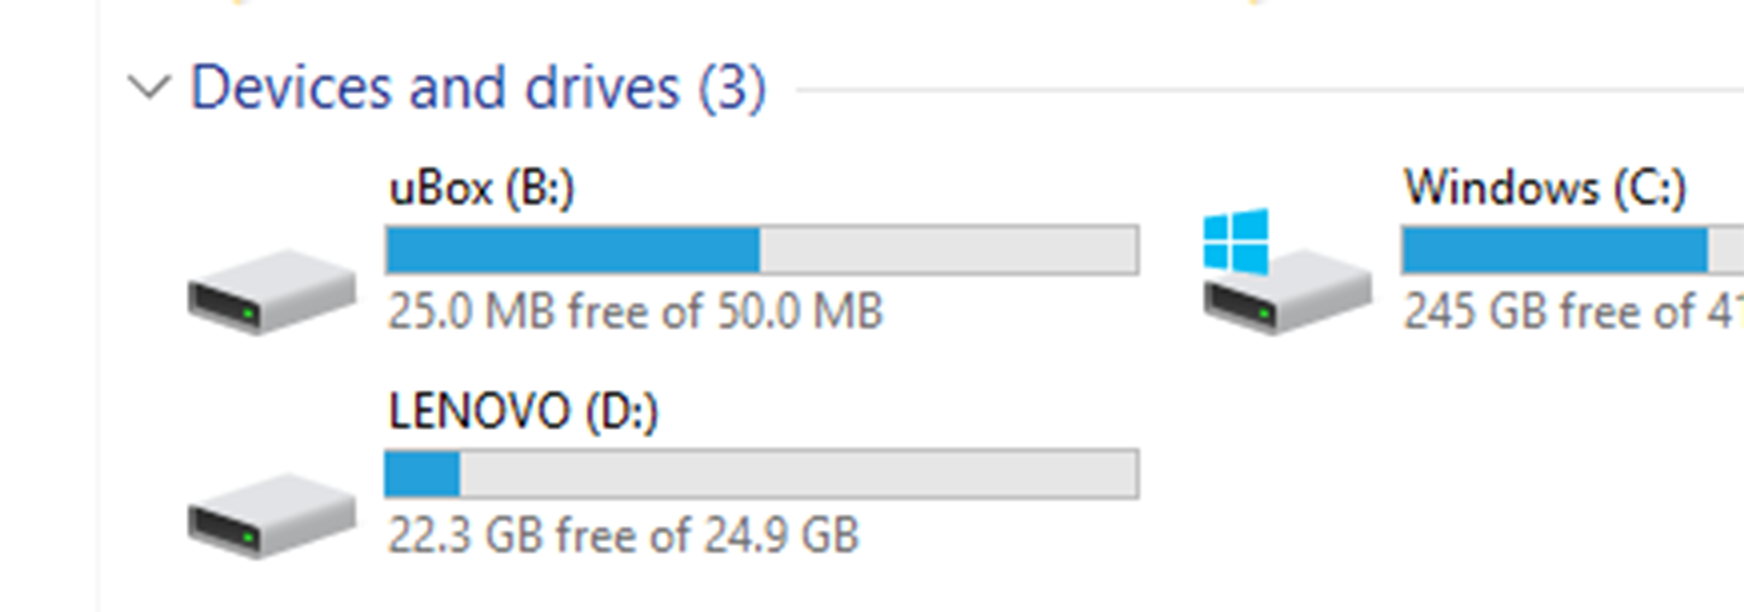 Devices and drives (3)
uBox (B:)
25.0 MB free of 50.0 MB
Windows (C:)
245 GB free of
LENOVO (D:)
22.3 GB free of 24.9 GB